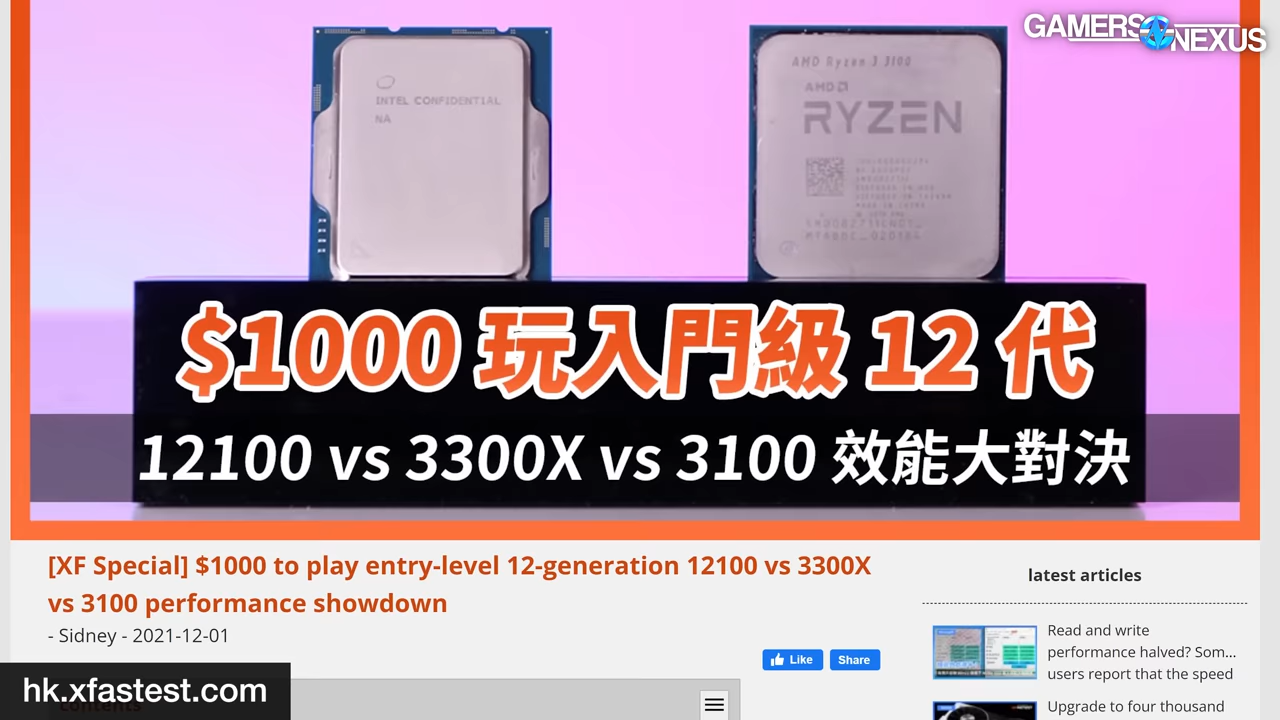 GAMERS NEXUS
INTEL CONFIDENTIAL
NA
AMD Ryzen 3 3100
AMD
RYZEN
$1000 玩入門級 12 代
12100 vs 3300X vs 3100 效能大對決
[XF Special] $1000 to play entry-level 12-generation 12100 vs 3300X
vs 3100 performance showdown
- Sidney - 2021-12-01
Like
Share
latest articles
Read and write
performance halved? Som...
users report that the speed
Upgrade to four thousand
hk.xfastest.com
contents